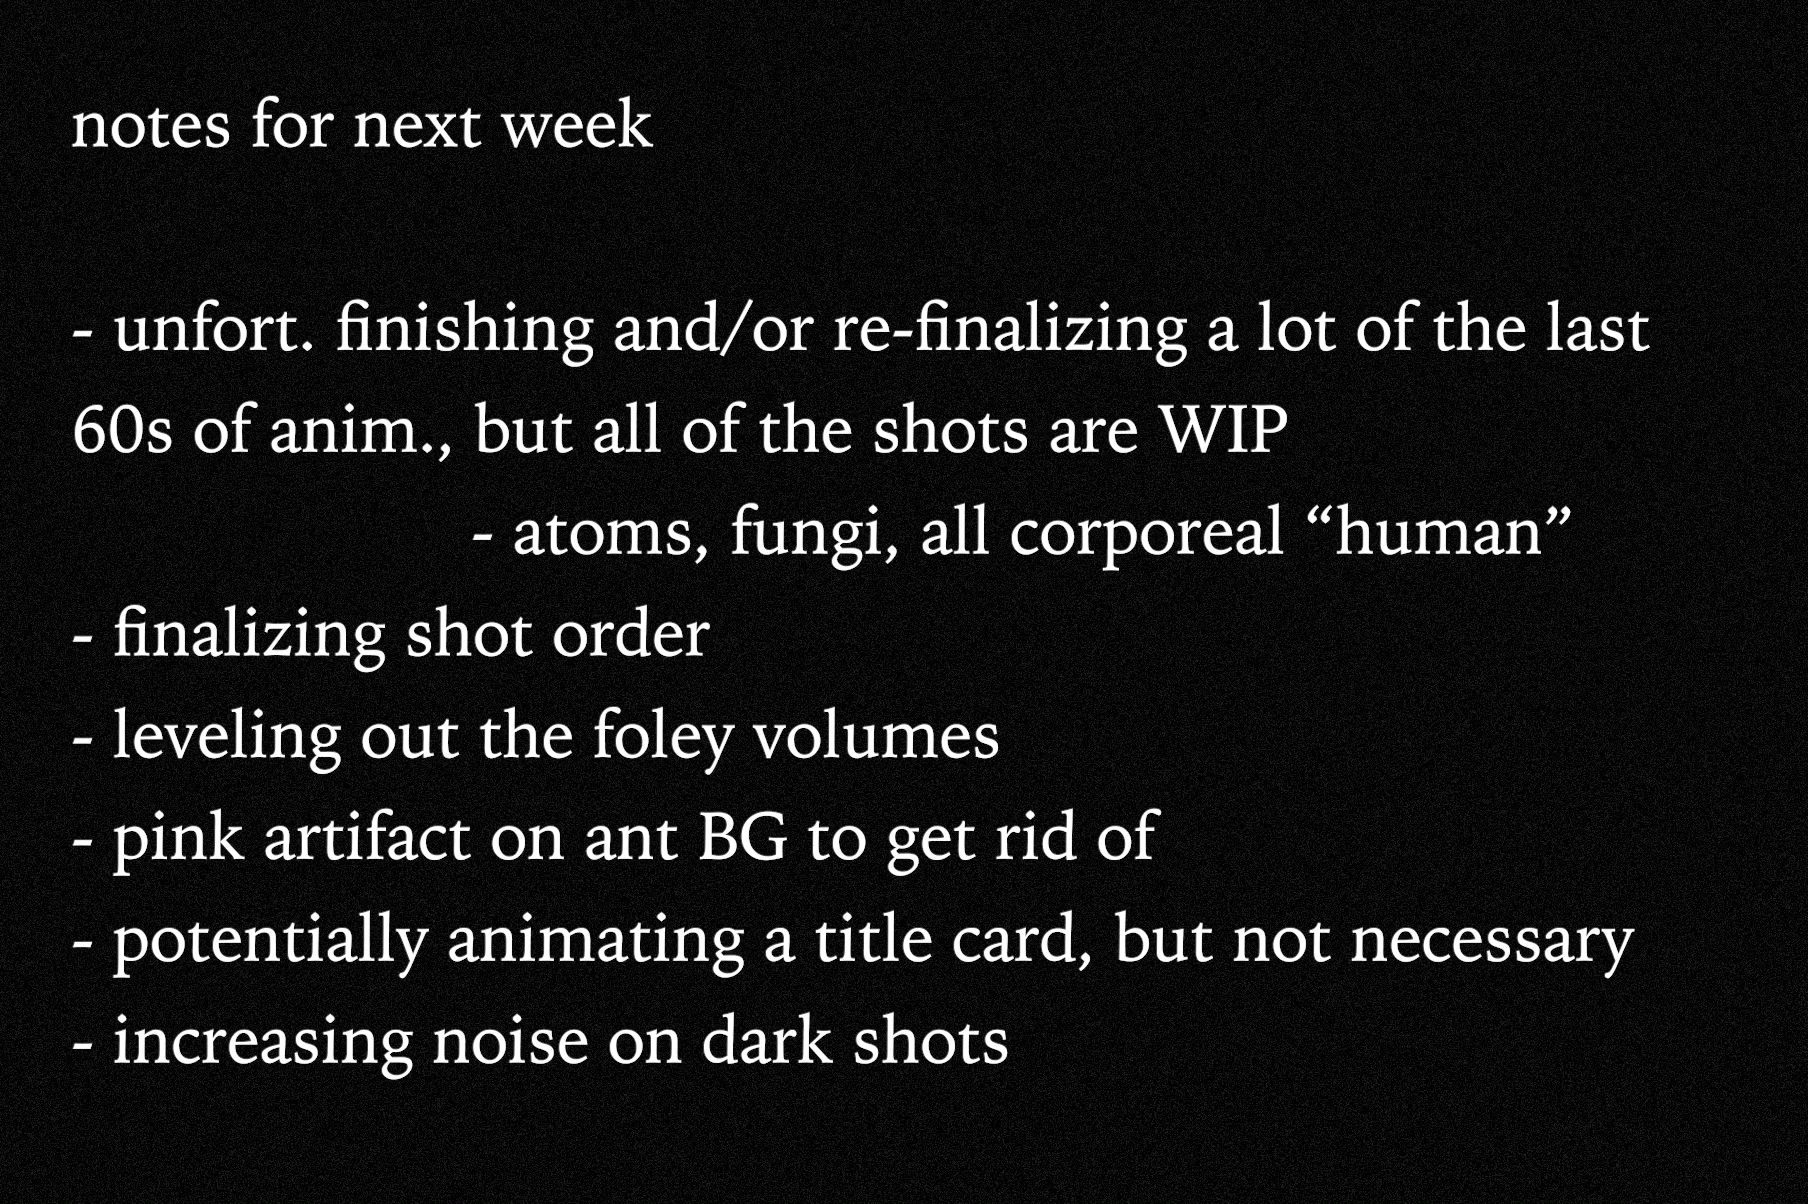 notes for next week
- unfort. finishing and/or re-finalizing a lot of the last
60s of anim., but all of the shots are WIP
- atoms, fungi, all corporeal “human”
- finalizing shot order
- leveling out the foley volumes
- pink artifact on ant BG to get rid of
- potentially animating a title card, but not necessary
- increasing noise on dark shots